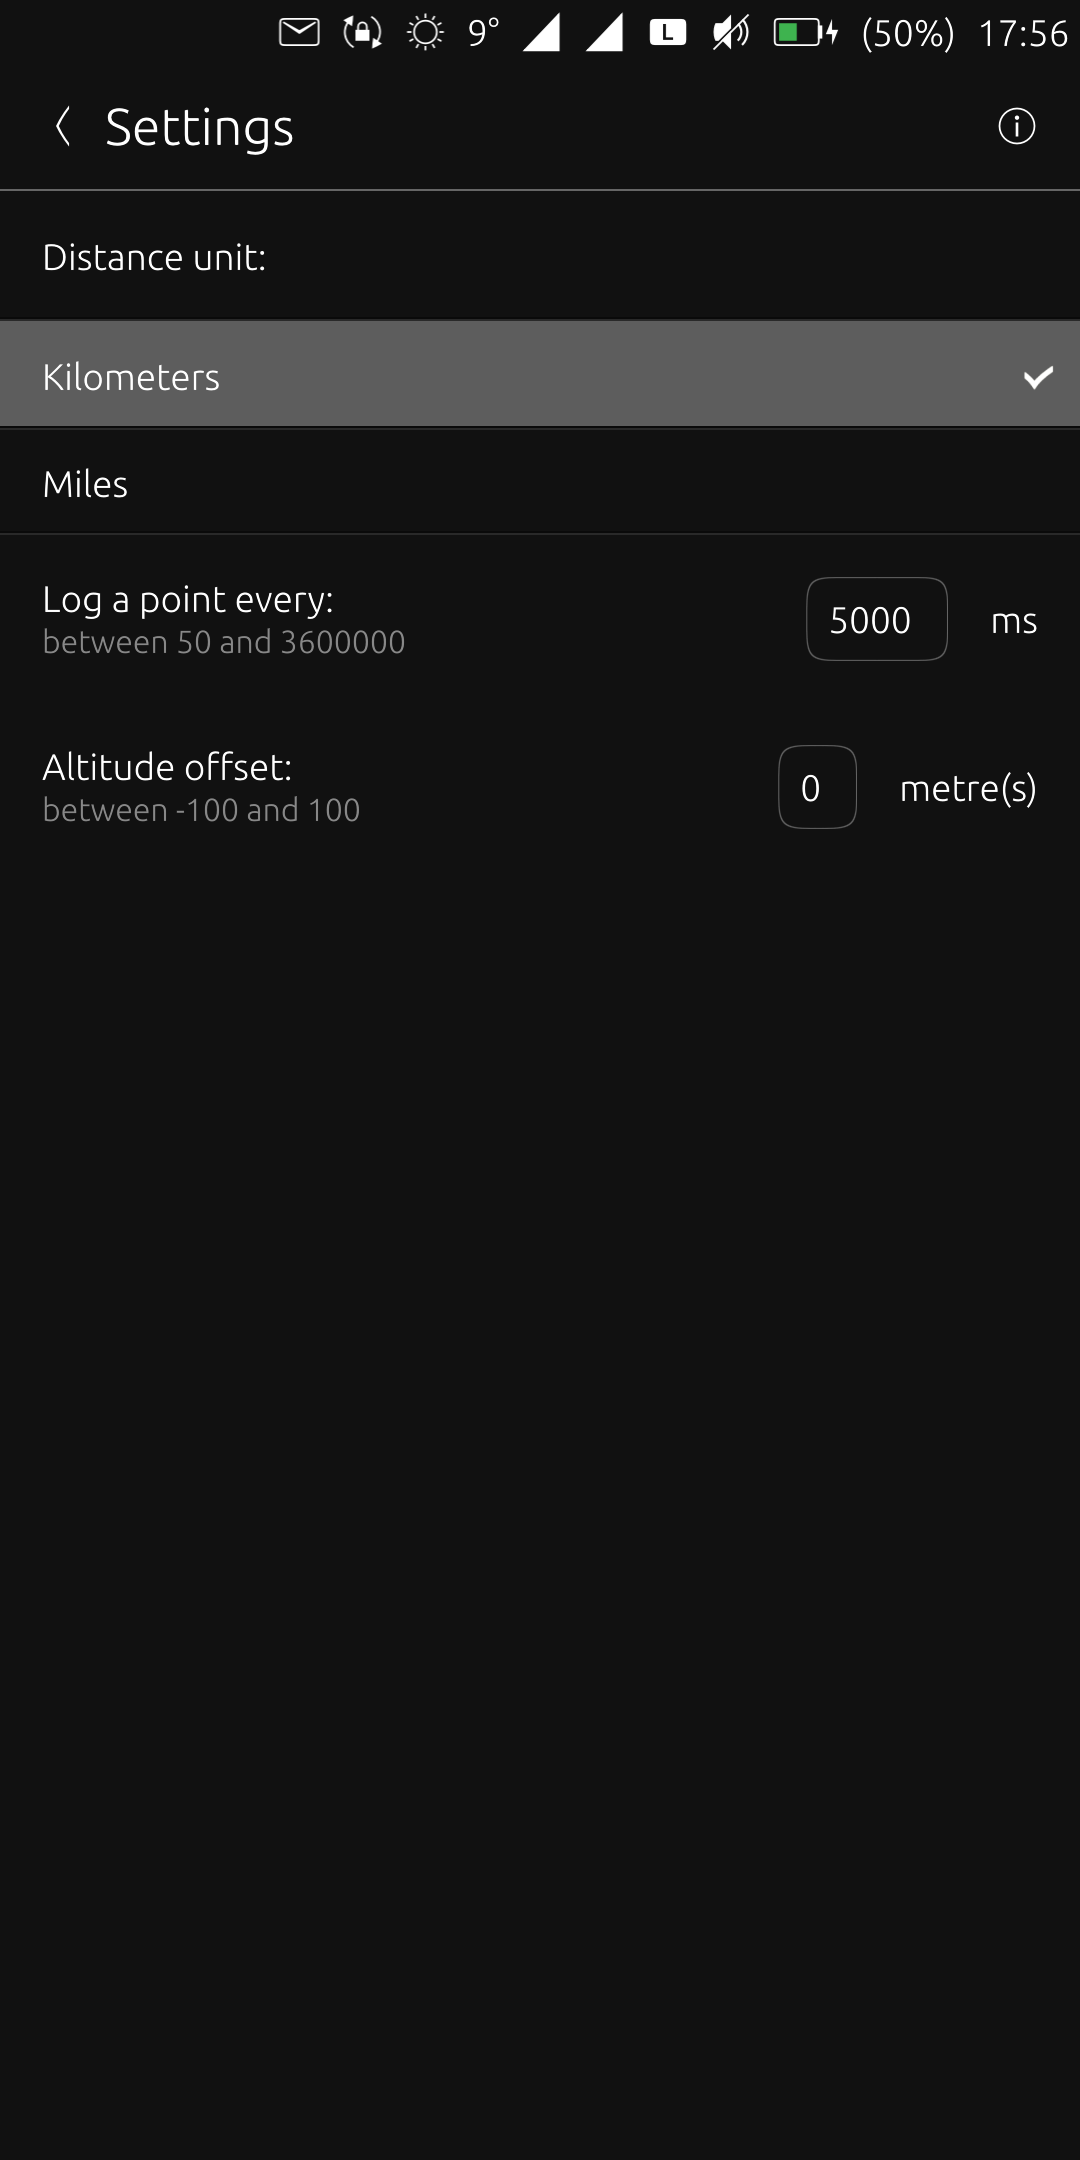 9° L (50%) 17:56
Settings
Distance unit:
Kilometers
Miles
Log a point every:
between 50 and 3600000
5000 ms
Altitude offset:
between -100 and 100
0 metre(s)